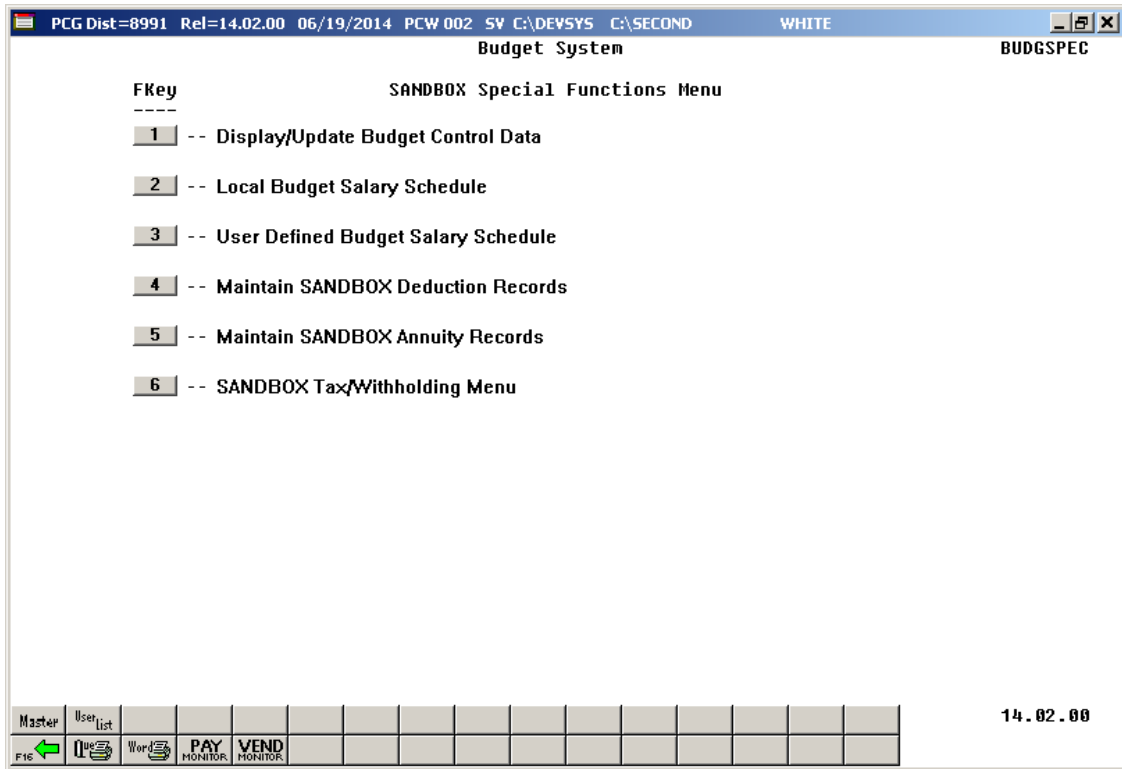 PCG Dist=8991 Rel=14.02.00 06/19/2014 PCW 002 SV C:\DEVSYS C:\SECOND WHITE
Budget System BUDGSPEC
FKey SANDBOX Special Functions Menu
----
1 -- Display/Update Budget Control Data
2 -- Local Budget Salary Schedule
3 -- User Defined Budget Salary Schedule
4 -- Maintain SANDBOX Deduction Records
5 -- Maintain SANDBOX Annuity Records
6 -- SANDBOX Tax/Withholding Menu
Master User List 14.02.00
F16 Que Word PAY MONITOR VEND MONITOR